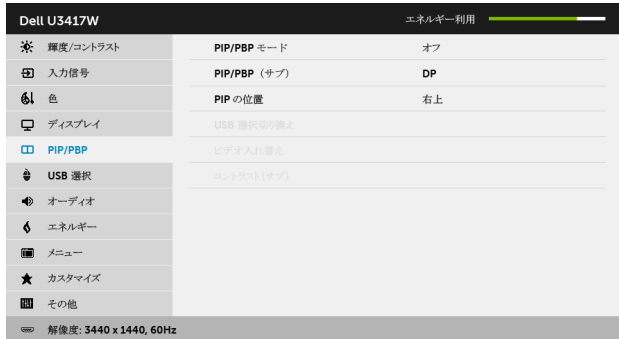 Dell U3417W
エネルギー利用
輝度/コントラスト
PIP/PBP モード
オフ
入力信号
PIP/PBP（サブ）
DP
色
PIP の位置
右上
ディスプレイ
USB 選択切り換え
PIP/PBP
ビデオ入れ替え
USB 選択
コントラスト(サブ)
オーディオ
エネルギー
メニュー
カスタマイズ
その他
解像度: 3440 x 1440, 60Hz